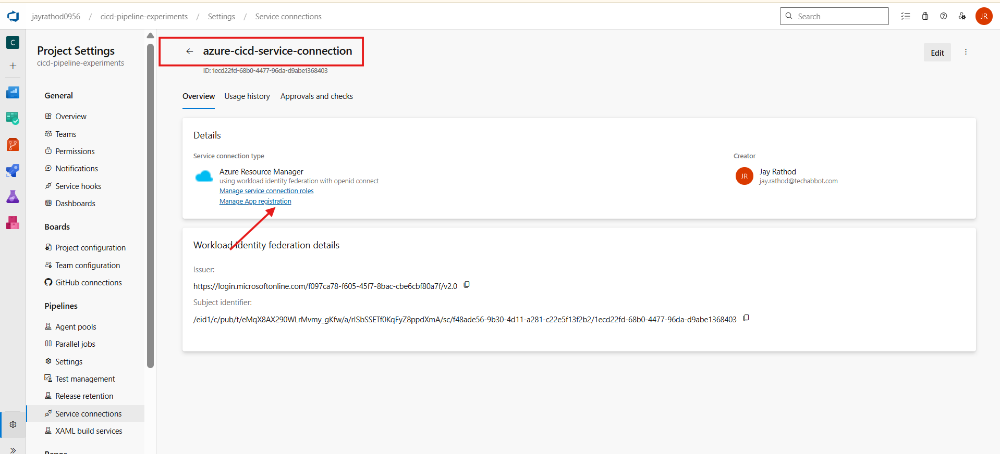 jayrathod0956 / cicd-pipeline-experiments / Settings / Service connections
Search
JR
C
Project Settings
cicd-pipeline-experiments
General
Overview
Teams
Permissions
Notifications
Service hooks
Dashboards
Boards
Project configuration
Team configuration
GitHub connections
Pipelines
Agent pools
Parallel jobs
Settings
Test management
Release retention
Service connections
XAML build services
Repos
azure-cicd-service-connection
ID: 1ecd22fd-68b0-4477-96da-d9abe1368403
Edit
Overview Usage history Approvals and checks
Details
Service connection type
Azure Resource Manager
using workload identity federation with openid connect
Manage service connection roles
Manage App registration
Creator
JR
Jay Rathod
jay.rathod@techabbot.com
Workload identity federation details
Issuer:
https://login.microsoftonline.com/f097ca78-f605-45f7-8bac-cbe6cbf80a7f/v2.0
Subject identifier:
/eid1/c/pub/t/eMqX8AX290WLrMvmy_gKfw/a/rISbSSETf0KqFyZ8ppdXmA/sc/f48ade56-9b30-4d11-a281-c22e5f13f2b2/1ecd22fd-68b0-4477-96da-d9abe1368403